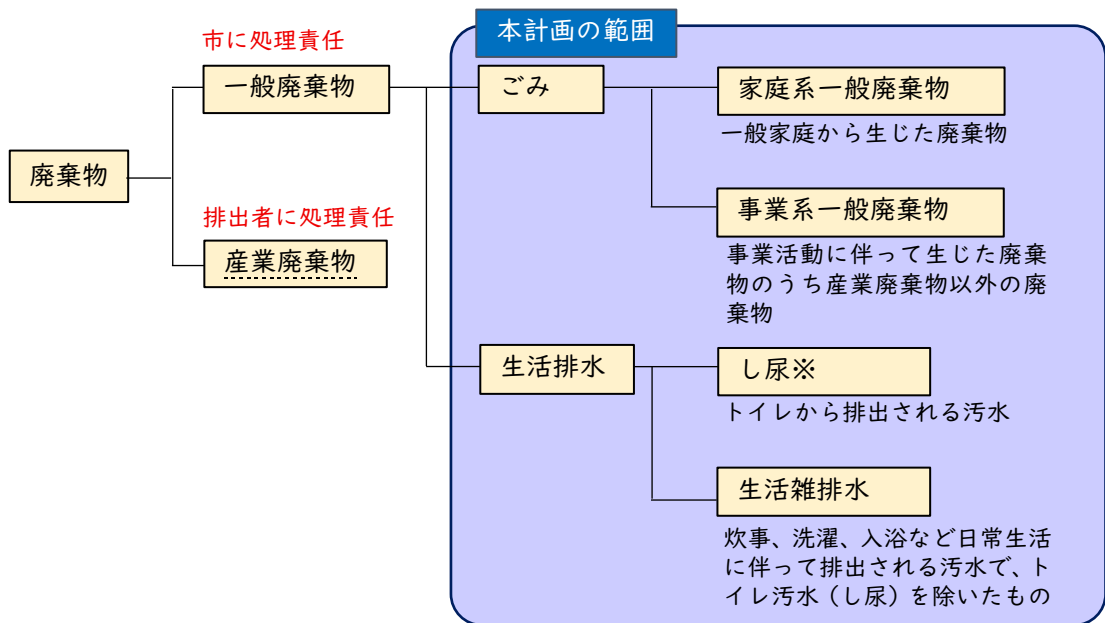 本計画の範囲
市に処理責任
一般廃棄物
ごみ
家庭系一般廃棄物
一般家庭から生じた廃棄物
廃棄物
事業系一般廃棄物
排出者に処理責任
産業廃棄物
事業活動に伴って生じた廃棄
物のうち産業廃棄物以外の廃
棄物
生活排水
し尿※
トイレから排出される汚水
生活雑排水
炊事、洗濯、入浴など日常生活
に伴って排出される汚水で、ト
イレ汚水（し尿）を除いたもの